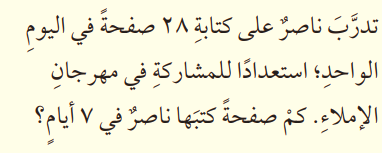 تدرَّبَ ناصرٌ على كتابةِ ٢٨ صفحةً في اليومِ
الواحدِ؛ استعدادًا للمشاركةِ في مهرجانِ
الإملاءِ. كمْ صفحةً كتبَها ناصرٌ في ٧ أيامٍ؟